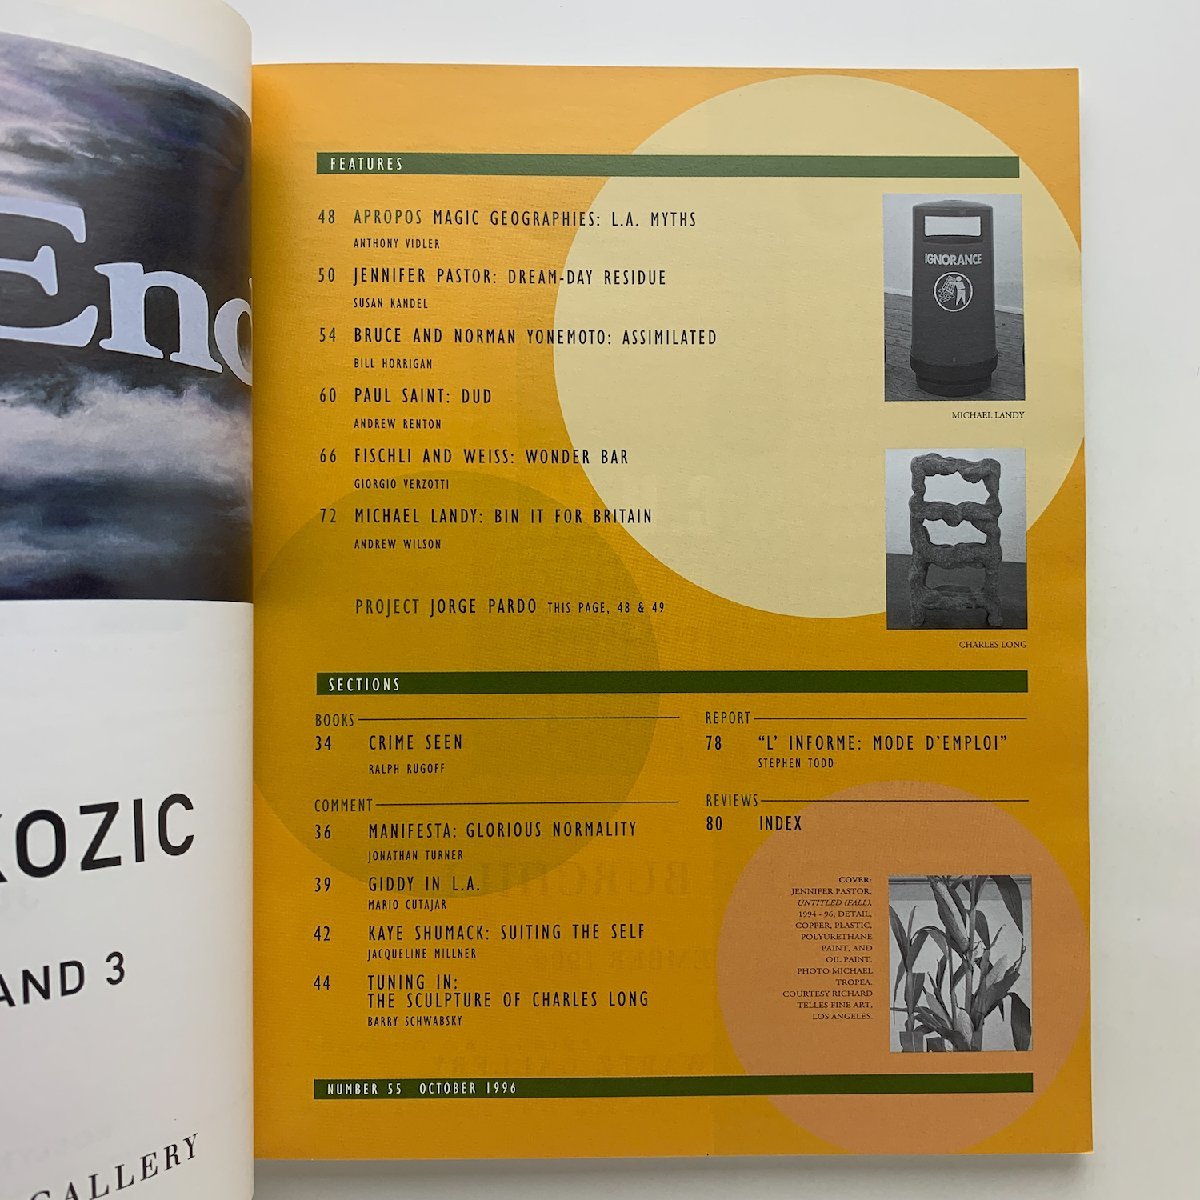 End
KOZIC
AND 3
GALLERY
FEATURES
48 APROPOS MAGIC GEOGRAPHIES: L.A. MYTHS
ANTHONY VIDLER
50 JENNIFER PASTOR: DREAM-DAY RESIDUE
SUSAN KANDEL
54 BRUCE AND NORMAN YONEMOTO: ASSIMILATED
BILL HORRIGAN
60 PAUL SAINT: DUD
ANDREW RENTON
66 FISCHLI AND WEISS: WONDER BAR
GIORGIO VERZOTTI
72 MICHAEL LANDY: BIN IT FOR BRITAIN
ANDREW WILSON
PROJECT JORGE PARDO THIS PAGE, 48 & 49
IGNORANCE
MICHAEL LANDY
CHARLES LONG
SECTIONS
BOOKS
34 CRIME SEEN
RALPH RUGOFF
COMMENT
36 MANIFESTA: GLORIOUS NORMALITY
JONATHAN TURNER
39 GIDDY IN L.A.
MARIO CUTAJAR
42 KAYE SHUMACK: SUITING THE SELF
JACQUELINE MILLNER
44 TUNING IN:
THE SCULPTURE OF CHARLES LONG
BARRY SCHWABSKY
REPORT
78 "L' INFORME: MODE D'EMPLOI"
STEPHEN TODD
REVIEWS
80 INDEX
COVER:
JENNIFER PASTOR,
UNTITLED (FALL),
1994 - 96, DETAIL,
COPPER, PLASTIC,
POLYURETHANE
PAINT, AND
OIL PAINT.
PHOTO MICHAEL
TROPEA,
COURTESY RICHARD
TELLES FINE ART,
LOS ANGELES.
NUMBER 55 OCTOBER 1996